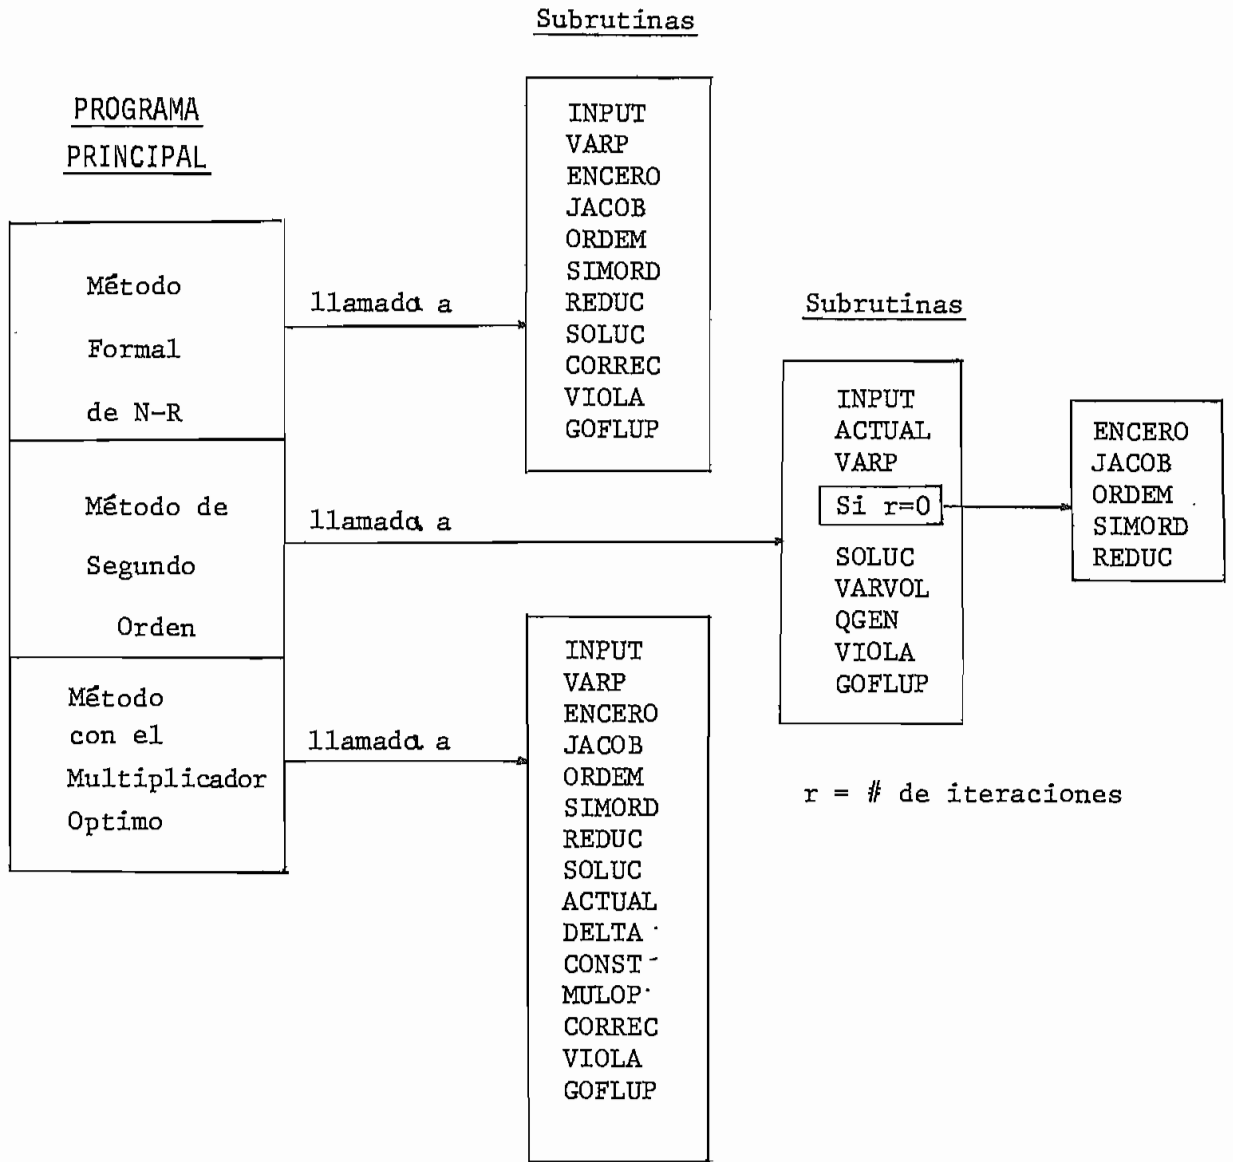 Subrutinas
PROGRAMA
PRINCIPAL
Método
Formal
de N-R
llamada a
INPUT
VARP
ENCERO
JACOB
ORDEM
SIMORD
REDUC
SOLUC
CORREC
VIOLA
GOFLUP
Método de
Segundo
Orden
llamada a
Subrutinas
INPUT
ACTUAL
VARP
Si r=0
SOLUC
VARVOL
QGEN
VIOLA
GOFLUP
ENCERO
JACOB
ORDEM
SIMORD
REDUC
Método
con el
Multiplicador
Optimo
llamada a
INPUT
VARP
ENCERO
JACOB
ORDEM
SIMORD
REDUC
SOLUC
ACTUAL
DELTA
CONST
MULOP
CORREC
VIOLA
GOFLUP
r = # de iteraciones